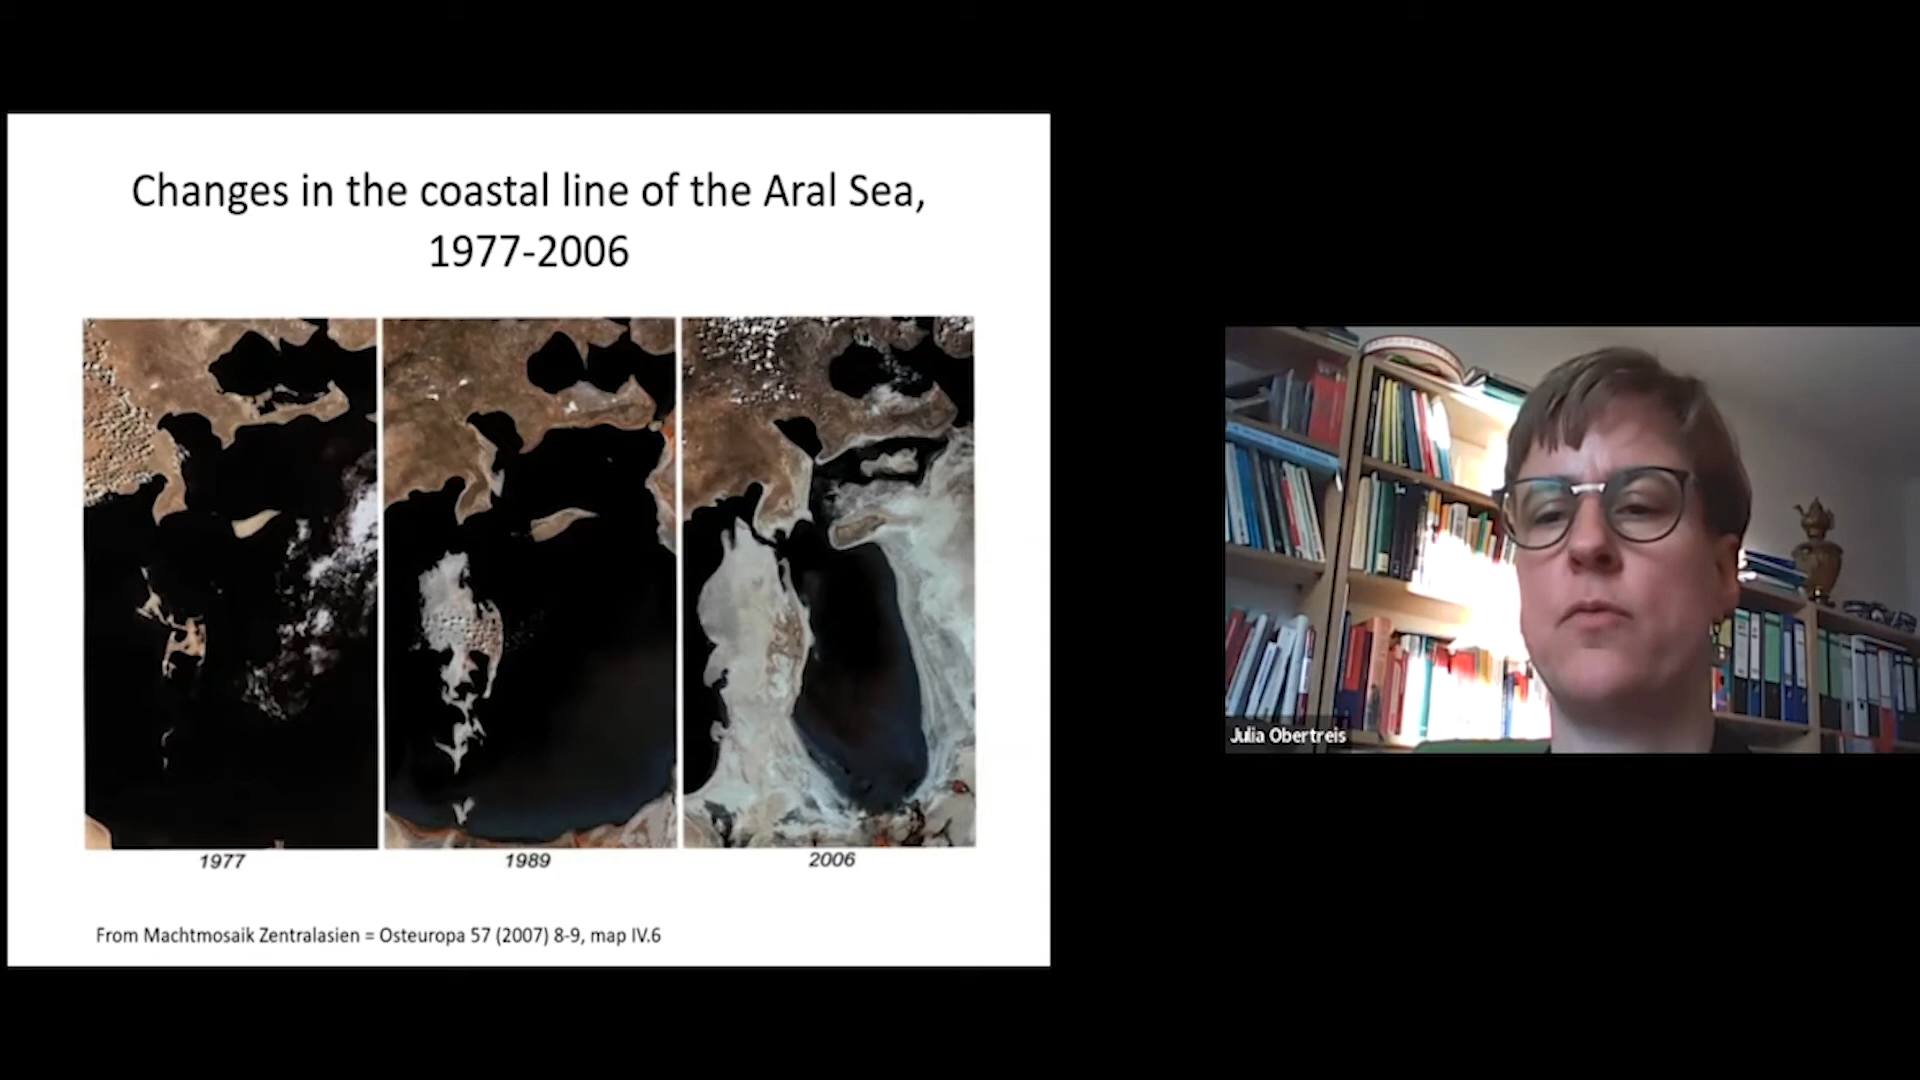 Changes in the coastal line of the Aral Sea,
1977-2006
1977
1989
2006
From Machtmosaik Zentralasien = Osteuropa 57 (2007) 8-9, map IV.6
Julia Obertreis